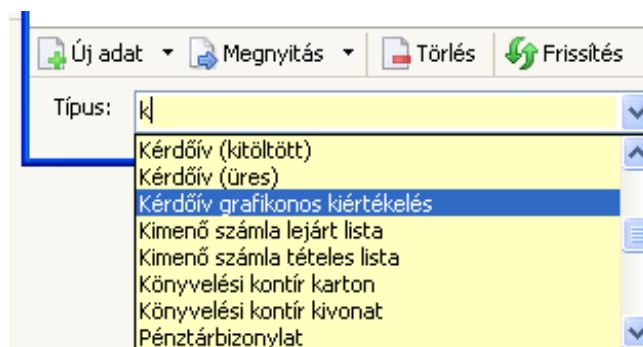 Új adat Megnyitás Törlés Frissítés
Típus: k
Kérdőív (kitöltött)
Kérdőív (üres)
Kérdőív grafikonos kiértékelés
Kimenő számla lejárt lista
Kimenő számla tételes lista
Könyvelési kontír karton
Könyvelési kontír kivonat
Pénztárbizonylat